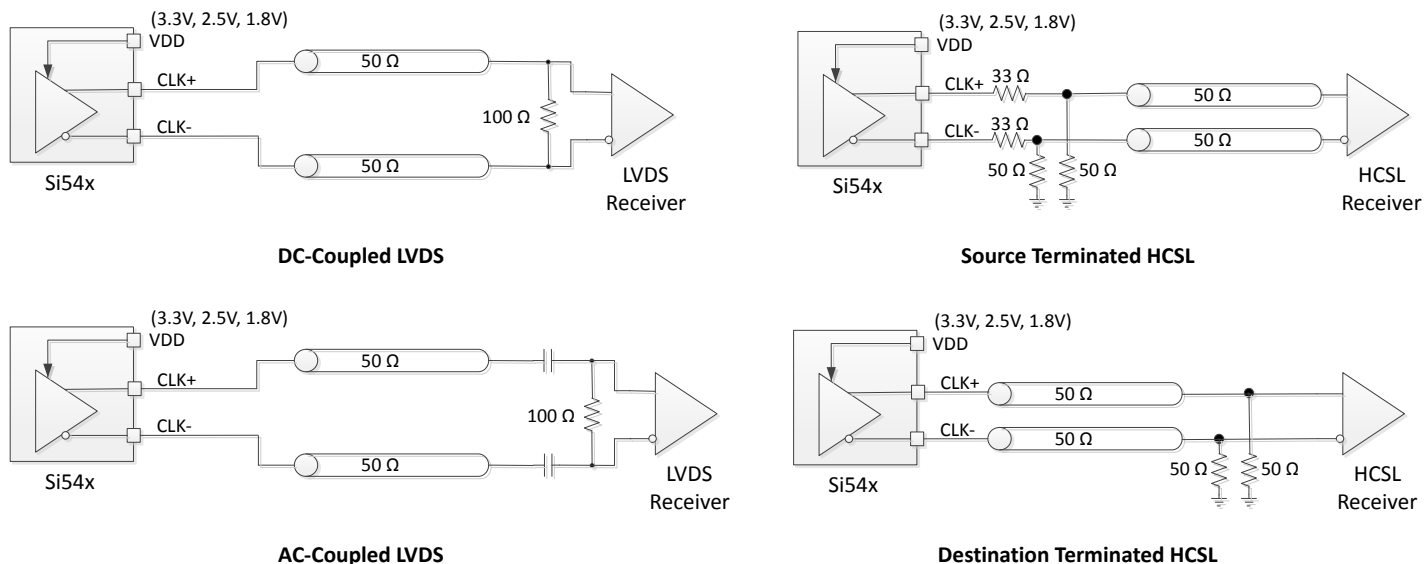 (3.3V, 2.5V, 1.8V)
VDD
CLK+
CLK-
50 Ω
50 Ω
100 Ω
Si54x
LVDS
Receiver
DC-Coupled LVDS
(3.3V, 2.5V, 1.8V)
VDD
CLK+
33 Ω
CLK-
33 Ω
50 Ω
50 Ω
50 Ω
50 Ω
Si54x
HCSL
Receiver
Source Terminated HCSL
(3.3V, 2.5V, 1.8V)
VDD
CLK+
CLK-
50 Ω
50 Ω
100 Ω
Si54x
LVDS
Receiver
AC-Coupled LVDS
(3.3V, 2.5V, 1.8V)
VDD
CLK+
CLK-
50 Ω
50 Ω
50 Ω
50 Ω
Si54x
HCSL
Receiver
Destination Terminated HCSL